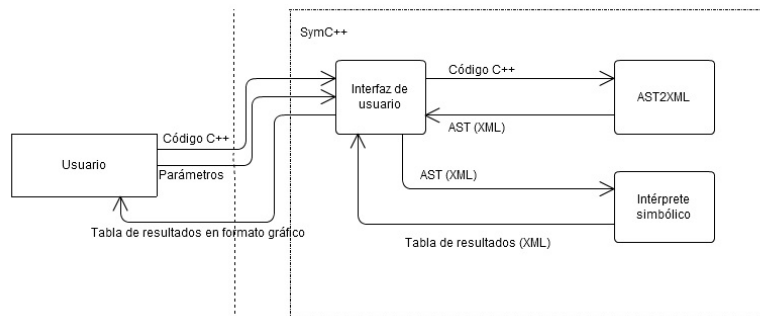 SymC++
Código C++
Interfaz de
usuario
AST2XML
AST (XML)
Código C++
Usuario
Parámetros
AST (XML)
Intérprete
simbólico
Tabla de resultados en formato gráfico
Tabla de resultados (XML)